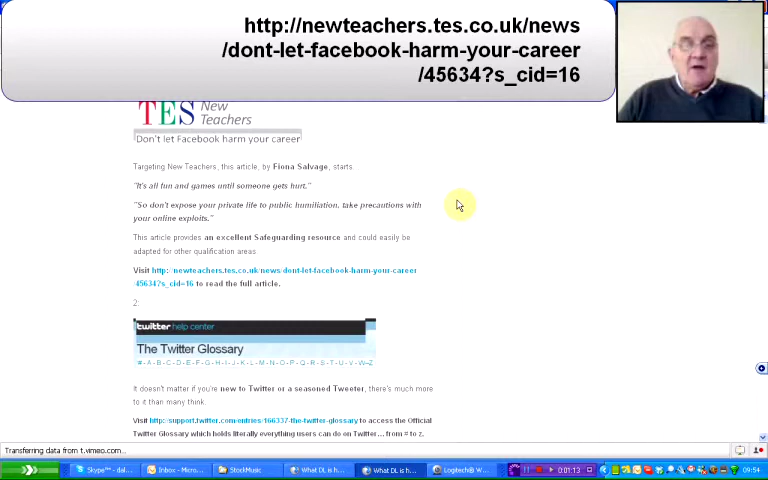 http://newteachers.tes.co.uk/news
/dont-let-facebook-harm-your-career
/45634?s_cid=16
TES New
Teachers
Don't let Facebook harm your career
Targeting New Teachers, this article, by Fiona Salvage, starts
"It's all fun and games until someone gets hurt."
"So don't expose your private life to public humiliation, take precautions with
your online exploits."
This article provides an excellent Safeguarding resource and could easily be
adapted for other qualification areas
Visit http://newteachers.tes.co.uk/news/dont-let-facebook-harm-your-career
/45634?s_cid=16 to read the full article.
2:
twitter help center
The Twitter Glossary
# - A - B - C - D - E - F - G - H - I - J - K - L - M - N - O - P - Q - R - S - T - U - V - W - X - Y - Z
It doesn't matter if you're new to Twitter or a seasoned Tweeter, there's much more
to it than many think.
Visit http://support.twitter.com/entries/166337-the-twitter-glossary to access the Official
Twitter Glossary which holds literally everything users can do on Twitter... from # to z.
Transferring data from t.vimeo.com...
Skype™ - dal...
Inbox - Micros...
StockMusic
What DL is h...
What DL is h...
Logitech® W...
0:01:13
09:54